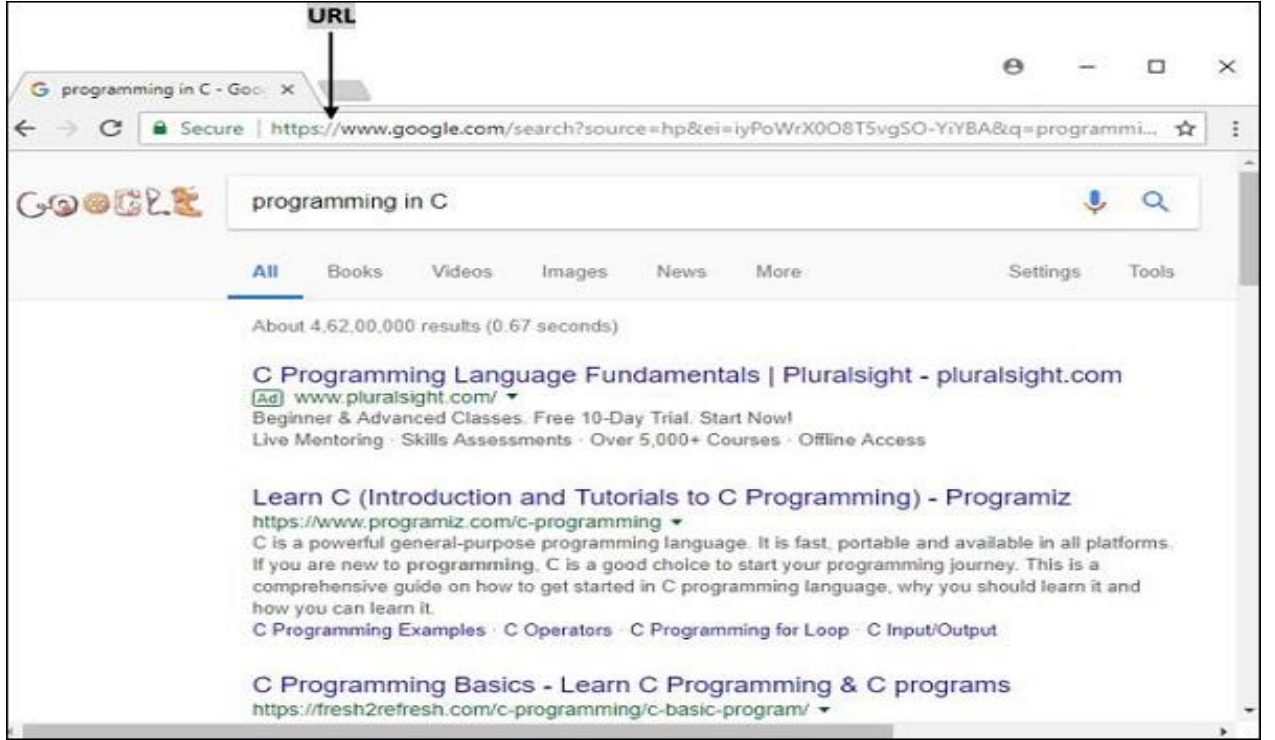 URL
programming in C - Goo
Secure | https://www.google.com/search?source=hp&ei=iyPoWrX0O8T5vgSO-YiYBA&q=programmi...
GOOGLE
programming in C
All Books Videos Images News More Settings Tools
About 4,62,00,000 results (0.67 seconds)
C Programming Language Fundamentals | Pluralsight - pluralsight.com
Ad www.pluralsight.com/
Beginner & Advanced Classes. Free 10-Day Trial. Start Now!
Live Mentoring · Skills Assessments · Over 5,000+ Courses · Offline Access
Learn C (Introduction and Tutorials to C Programming) - Programiz
https://www.programiz.com/c-programming
C is a powerful general-purpose programming language. It is fast, portable and available in all platforms.
If you are new to programming, C is a good choice to start your programming journey. This is a
comprehensive guide on how to get started in C programming language, why you should learn it and
how you can learn it.
C Programming Examples · C Operators · C Programming for Loop · C Input/Output
C Programming Basics - Learn C Programming & C programs
https://fresh2refresh.com/c-programming/c-basic-program/